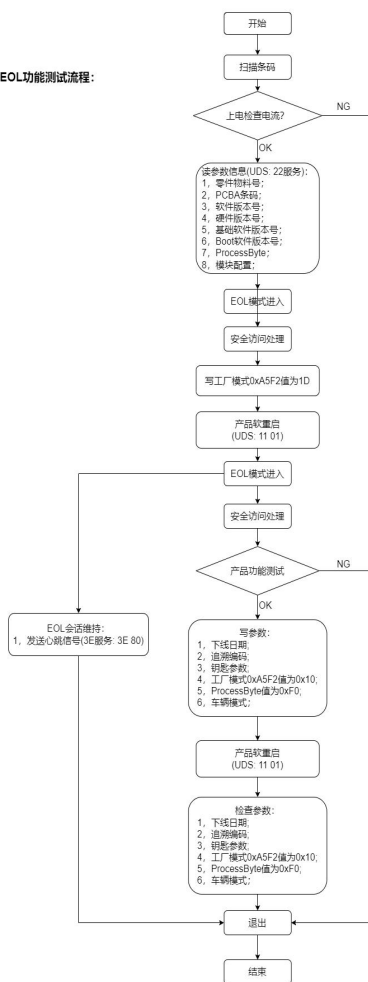 开始
扫描条码
EOL功能测试流程：
上电检查电流?
NG
OK
读参数信息(UDS: 22服务)：
1，零件物料号；
2，PCBA条码；
3，软件版本号；
4，硬件版本号；
5，基础软件版本号；
6，Boot软件版本号；
7，ProcessByte；
8，模块配置；
EOL模式进入
安全访问处理
写工厂模式0xA5F2值为1D
产品软重启
(UDS: 11 01)
EOL模式进入
安全访问处理
产品功能测试
NG
OK
EOL会话维持：
1，发送心跳信号(3E服务: 3E 80)
写参数：
1，下线日期;
2，追溯编码;
3，钥匙参数;
4，工厂模式0xA5F2值为0x10;
5，ProcessByte值为0xF0;
6，车辆模式；
产品软重启
(UDS: 11 01)
检查参数：
1，下线日期;
2，追溯编码;
3，钥匙参数;
4，工厂模式0xA5F2值为0x10;
5，ProcessByte值为0xF0;
6，车辆模式；
退出
结束